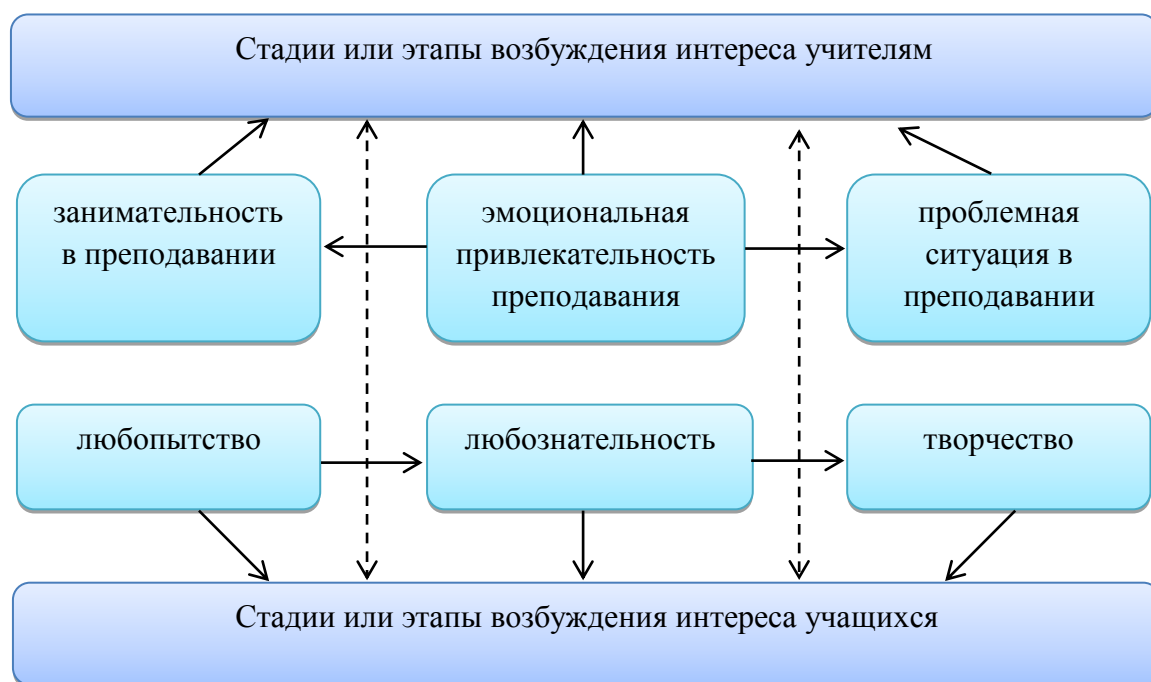 Стадии или этапы возбуждения интереса учителям
занимательность
в преподавании
эмоциональная
привлекательность
преподавания
проблемная
ситуация в
преподавании
любопытство
любознательность
творчество
Стадии или этапы возбуждения интереса учащихся